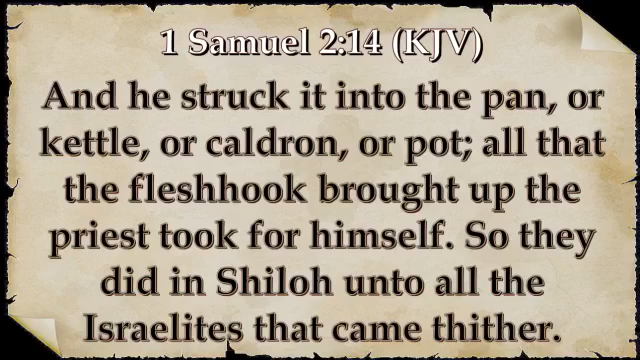 1 Samuel 2:14 (KJV)
And he struck it into the pan, or
kettle, or caldron, or pot; all that
the fleshhook brought up the
priest took for himself. So they
did in Shiloh unto all the
Israelites that came thither.